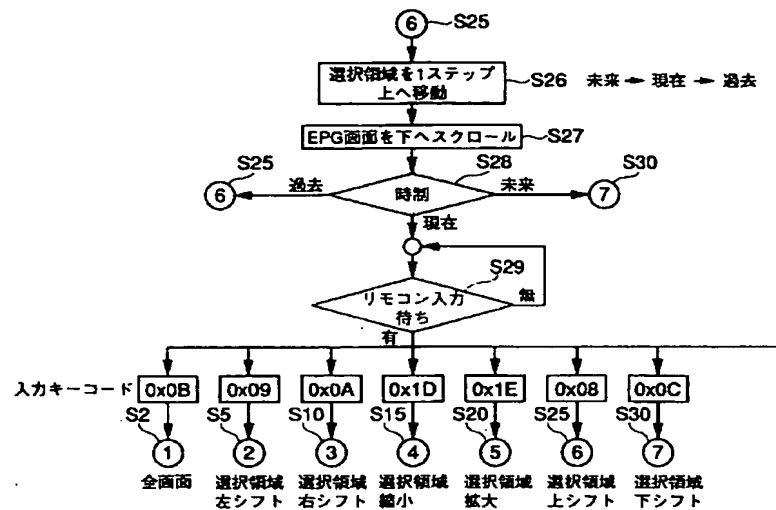 6 S25
選択領域を1ステップ
上へ移動
S26 未来 → 現在 → 過去
EPG画面を下へスクロール S27
S25 S28 S30
6 過去 時制 未来 7
現在
S29
リモコン入力
待ち
無
有
入力キーコード 0x0B 0x09 0x0A 0x1D 0x1E 0x08 0x0C
S2 S5 S10 S15 S20 S25 S30
1 2 3 4 5 6 7
全画面 選択領域 選択領域 選択領域 選択領域 選択領域 選択領域
左シフト 右シフト 縮小 拡大 上シフト 下シフト